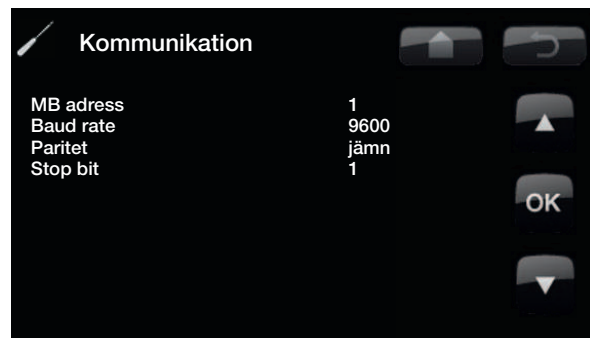 Kommunikation
MB adress 1
Baud rate 9600
Paritet jämn
Stop bit 1
OK